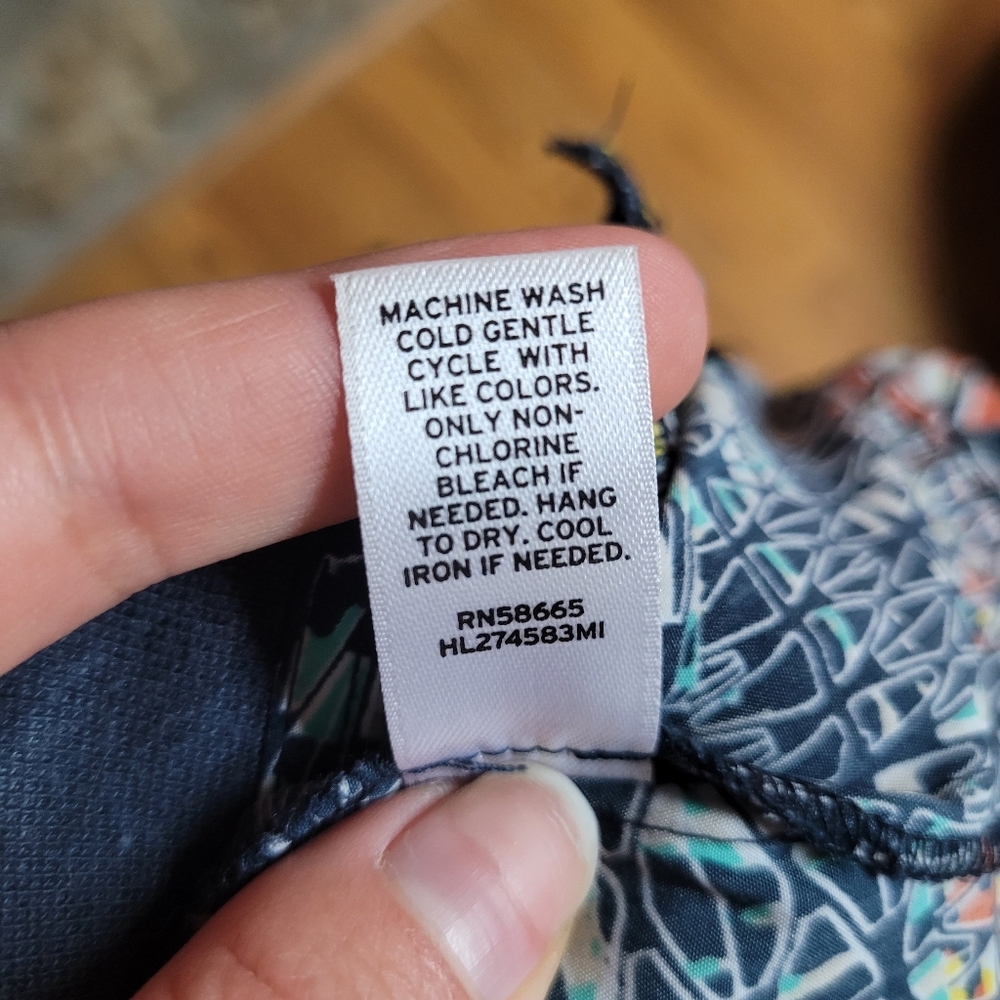 MACHINE WASH
COLD GENTLE
CYCLE WITH
LIKE COLORS.
ONLY NON-
CHLORINE
BLEACH IF
NEEDED. HANG
TO DRY. COOL
IRON IF NEEDED.
RN58665
HL274583MI